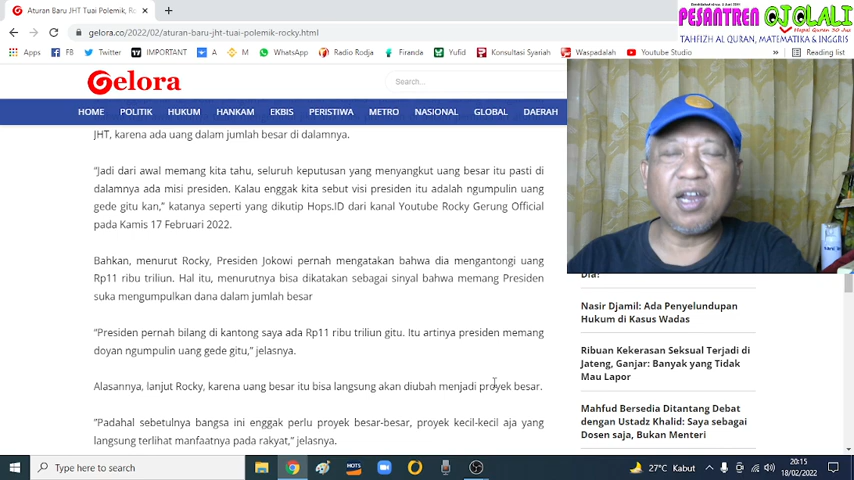 Aturan Baru JHT Tuai Polemik, Ro
gelora.co/2022/02/aturan-baru-jht-tuai-polemik-rocky.html
Apps
FB
Twitter
IMPORTANT
A
M
WhatsApp
Radio Rodja
Firanda
Yufid
Konsultasi Syariah
Waspadalah
Youtube Studio
»
Reading list
PESANTREN OJOLALI
Hapal Quran 30 Jus
TAHFIZH AL QURAN, MATEMATIKA & INGGRIS
Gelora
Search...
HOME
POLITIK
HUKUM
HANKAM
EKBIS
PERISTIWA
METRO
NASIONAL
GLOBAL
DAERAH
JHT, karena ada uang dalam jumlah besar di dalamnya.
"Jadi dari awal memang kita tahu, seluruh keputusan yang menyangkut uang besar itu pasti di
dalamnya ada misi presiden. Kalau enggak kita sebut visi presiden itu adalah ngumpulin uang
gede gitu kan," katanya seperti yang dikutip Hops.ID dari kanal Youtube Rocky Gerung Official
pada Kamis 17 Februari 2022.
Bahkan, menurut Rocky, Presiden Jokowi pernah mengatakan bahwa dia mengantongi uang
Rp11 ribu triliun. Hal itu, menurutnya bisa dikatakan sebagai sinyal bahwa memang Presiden
suka mengumpulkan dana dalam jumlah besar
"Presiden pernah bilang di kantong saya ada Rp11 ribu triliun gitu. Itu artinya presiden memang
doyan ngumpulin uang gede gitu," jelasnya.
Alasannya, lanjut Rocky, karena uang besar itu bisa langsung akan diubah menjadi proyek besar.
"Padahal sebetulnya bangsa ini enggak perlu proyek besar-besar, proyek kecil-kecil aja yang
langsung terlihat manfaatnya pada rakyat," jelasnya.
Dia?
Nasir Djamil: Ada Penyelundupan
Hukum di Kasus Wadas
Ribuan Kekerasan Seksual Terjadi di
Jateng, Ganjar: Banyak yang Tidak
Mau Lapor
Mahfud Bersedia Ditantang Debat
dengan Ustadz Khalid: Saya sebagai
Dosen saja, Bukan Menteri
Type here to search
HOTS
27°C Kabut
20:15
18/02/2022